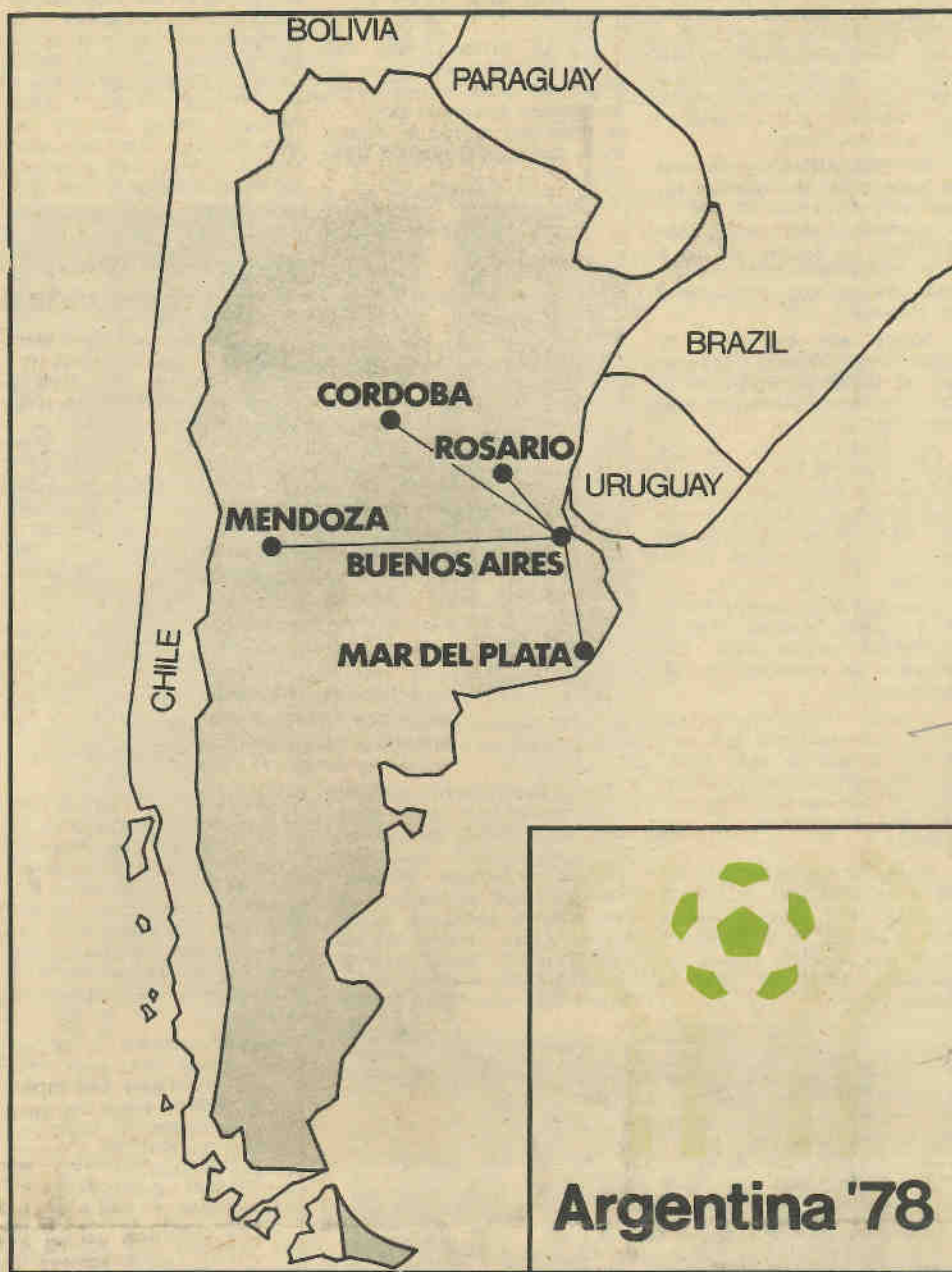 BOLIVIA
PARAGUAY
BRAZIL
CORDOBA
ROSARIO
URUGUAY
MENDOZA
BUENOS AIRES
MAR DEL PLATA
CHILE
Argentina '78